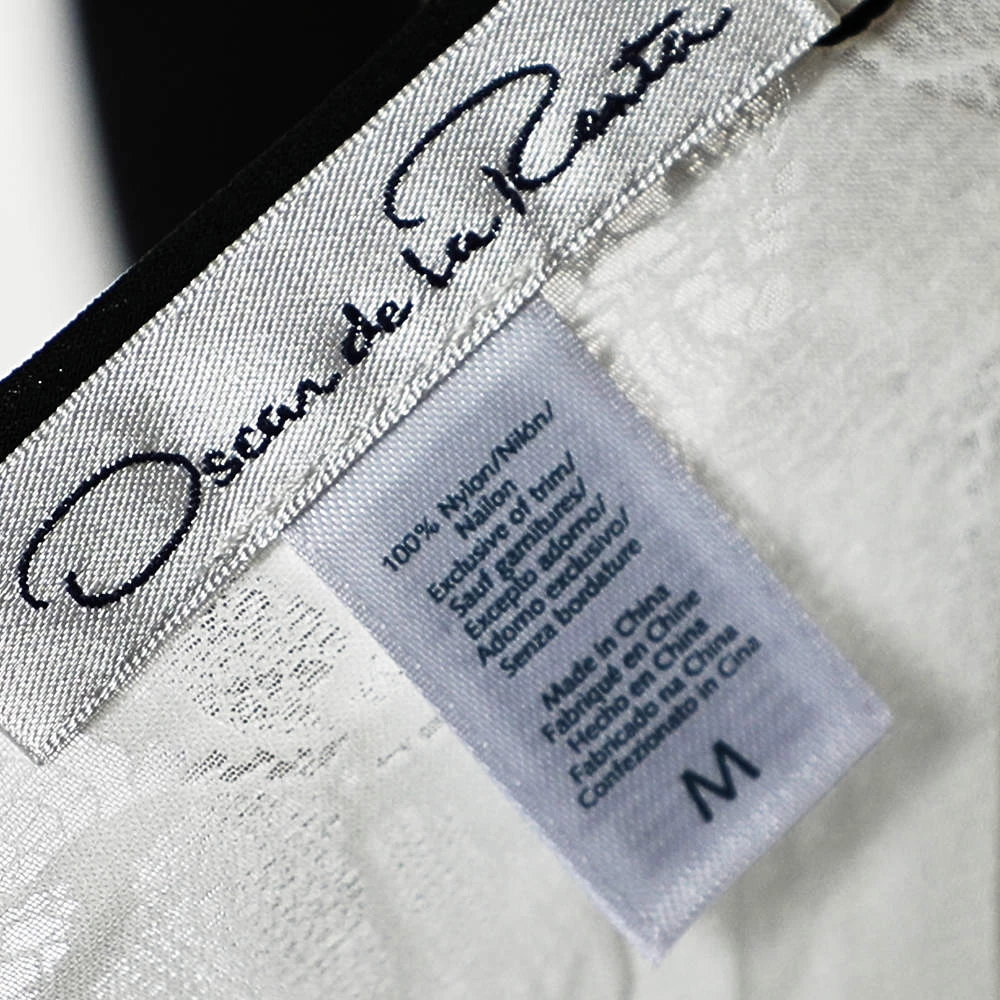 Oscar de la Renta
100% Nylon/Nilón/
Nailon
Exclusive of trim/
Sauf garnitures/
Excepto adorno/
Adorno exclusivo/
Senza bordature
Made in China
Fabriqué en Chine
Hecho en China
Fabricado na China
Confezionato in Cina
M